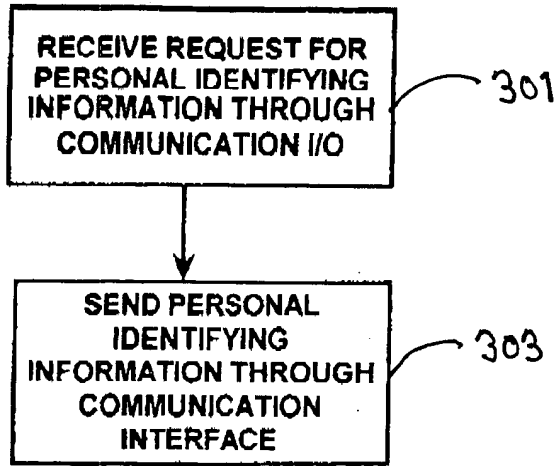 RECEIVE REQUEST FOR
PERSONAL IDENTIFYING
INFORMATION THROUGH
COMMUNICATION I/O
301
SEND PERSONAL
IDENTIFYING
INFORMATION THROUGH
COMMUNICATION
INTERFACE
303